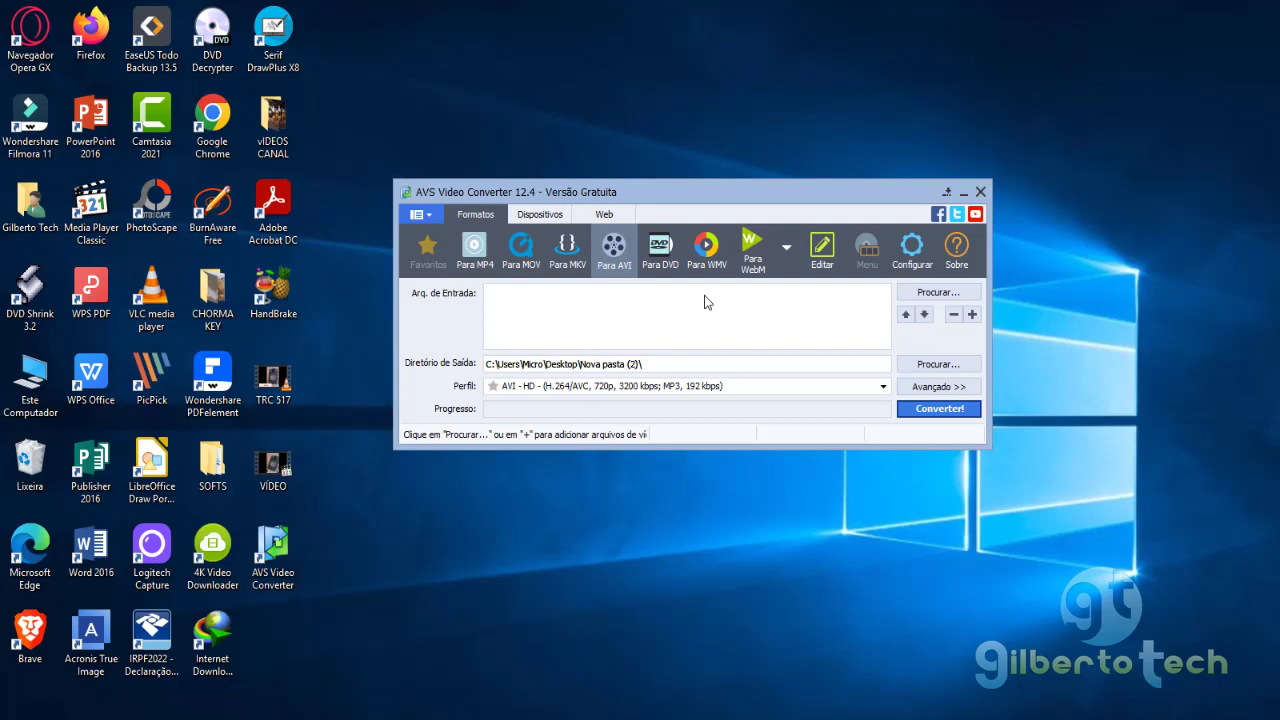 Navegador
Opera GX
Firefox
EaseUS Todo
Backup 13.5
DVD
DVD
Decrypter
Serif
DrawPlus X8
Wondershare
Filmora 11
PowerPoint
2016
Camtasia
2021
Google
Chrome
vIDEOS
CANAL
Gilberto Tech
321
Media Player
Classic
PHOTOSCAPE
PhotoScape
BurnAware
Free
Adobe
Acrobat DC
DVD Shrink
3.2
WPS PDF
VLC media
player
CHORMA
KEY
HandBrake
Este
Computador
WPS Office
PicPick
Wondershare
PDFelement
TRC 517
Lixeira
Publisher
2016
LibreOffice
Draw Por...
SOFTS
VÍDEO
Microsoft
Edge
Word 2016
Logitech
Capture
4K Video
Downloader
AVS Video
Converter
Brave
Acronis True
Image
IRPF2022 -
Declaração...
Internet
Downlo...
AVS Video Converter 12.4 - Versão Gratuita
Formatos
Dispositivos
Web
Favoritos
Para MP4
Para MOV
Para MKV
Para AVI
DVD
Para DVD
Para WMV
Para
WebM
Editar
Menu
Configurar
Sobre
Arq. de Entrada:
Procurar...
Diretório de Saída:
C:\Users\Micro\Desktop\Nova pasta (2)\
Procurar...
Perfil:
AVI - HD - (H.264/AVC, 720p, 3200 kbps; MP3, 192 kbps)
Avançado >>
Progresso:
Converter!
Clique em "Procurar..." ou em "+" para adicionar arquivos de ví
gt
gilberto tech